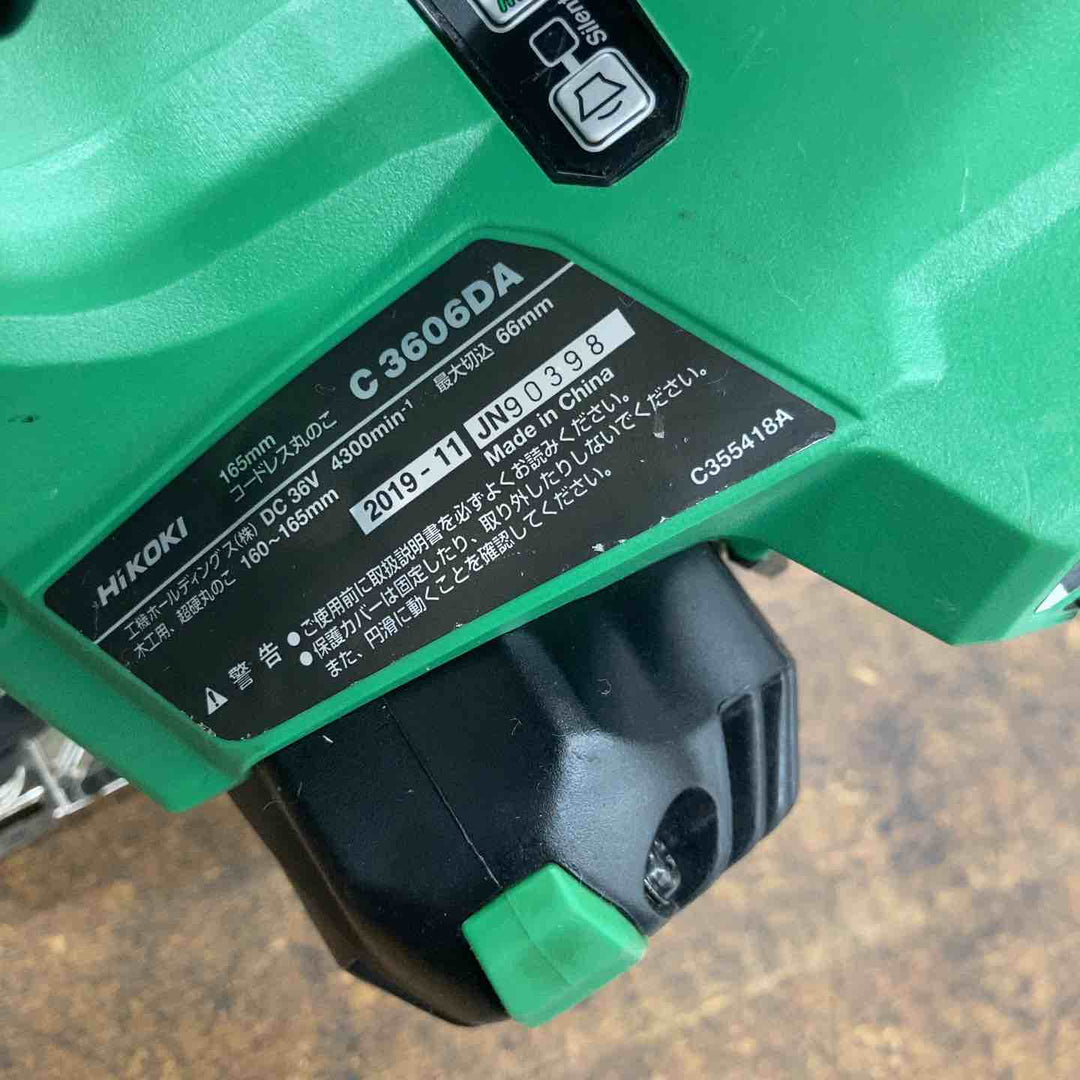 Silent
HiKOKI
165mm
コードレス丸のこ
C 3606DA
工機ホールディングス(株) DC 36V 4300min-1 最大切込 66mm
木工用、超硬丸のこ 160~165mm
2019-11
JN90398
Made in China
警告
●ご使用前に取扱説明書を必ずよくお読みください。
●保護カバーは固定したり、取り外したりしないでください。
また、円滑に動くことを確認してください。
C355418A